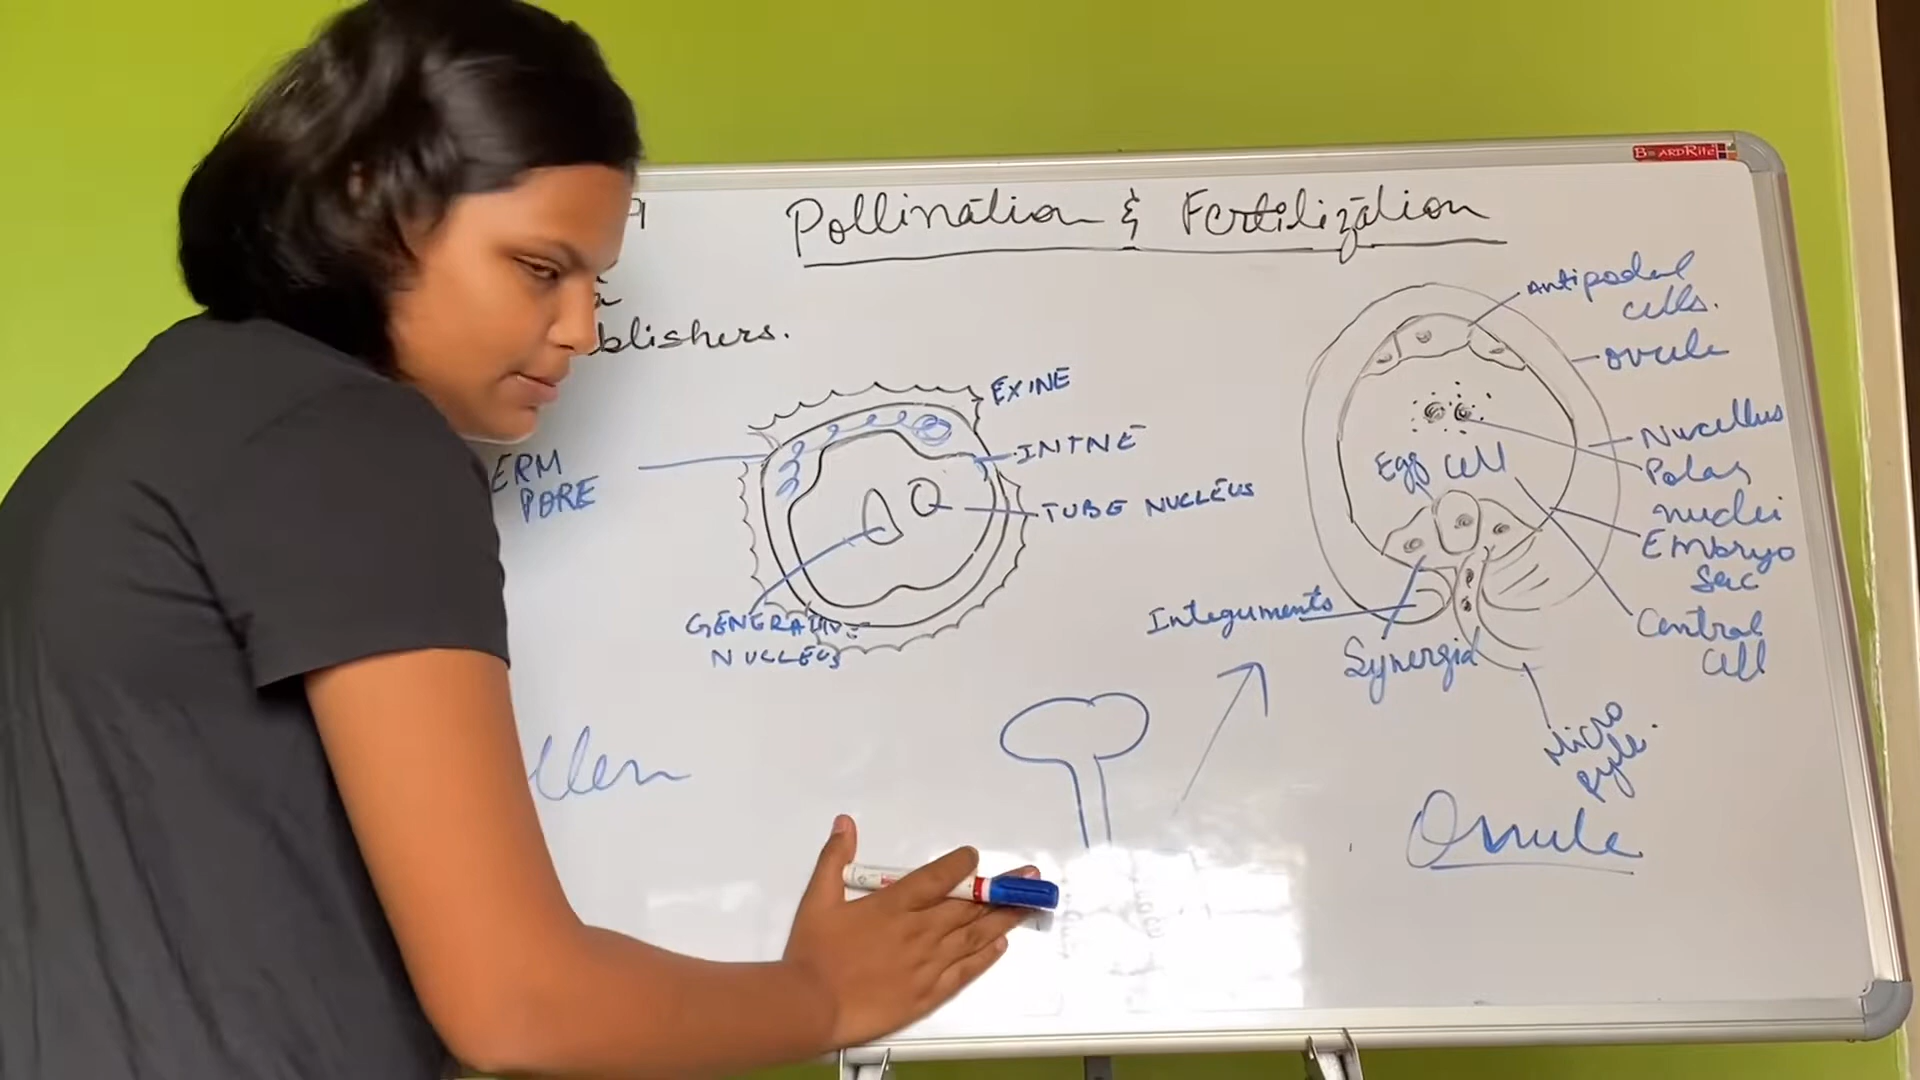 BOARDRITE
Pollination & Fertilization
blishers.
EXINE
INTNE
TUBE NUCLEUS
ERM
PORE
GENERATIVE
NUCLEUS
llen
Antipodal
cells.
ovule
Nucellus
Polar
nuclei
Embryo
sac
Central
cell
Egg cell
Integuments
Synergid
Micro
pyle.
Ovule